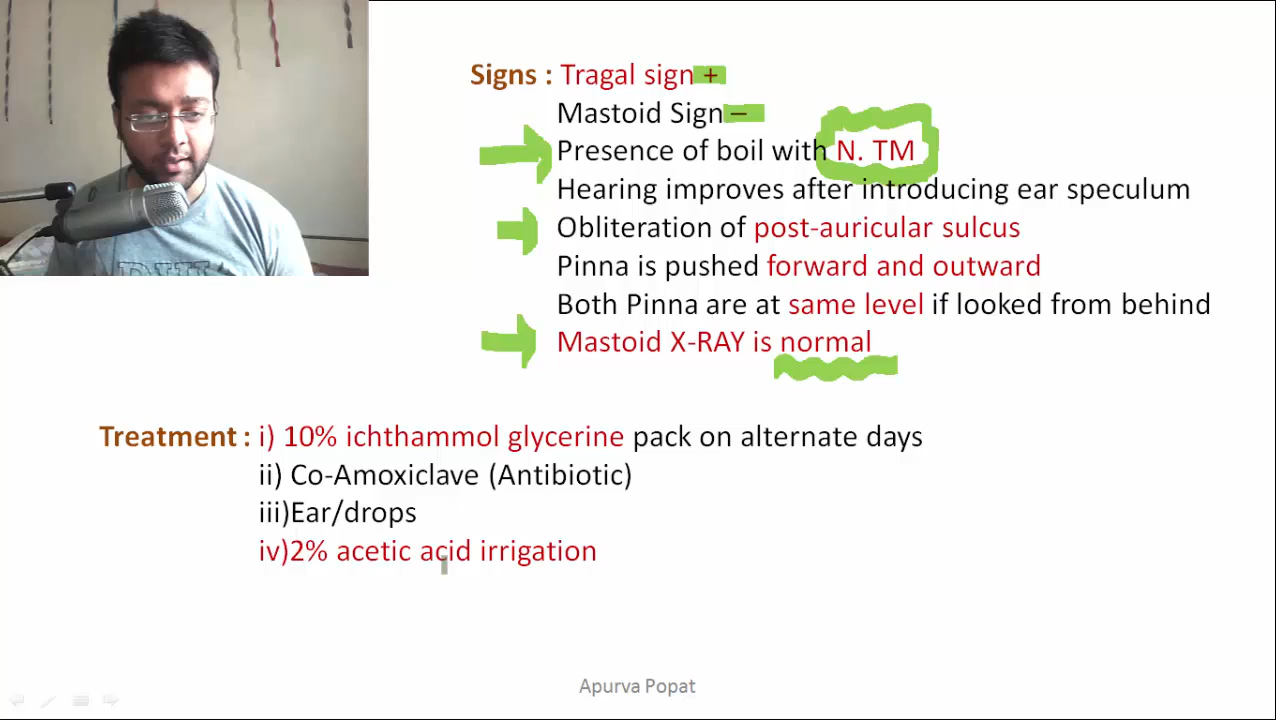 Signs : Tragal sign +
Mastoid Sign –
Presence of boil with N. TM
Hearing improves after introducing ear speculum
Obliteration of post-auricular sulcus
Pinna is pushed forward and outward
Both Pinna are at same level if looked from behind
Mastoid X-RAY is normal
Treatment : i) 10% ichthammol glycerine pack on alternate days
ii) Co-Amoxiclave (Antibiotic)
iii)Ear/drops
iv)2% acetic acid irrigation
Apurva Popat